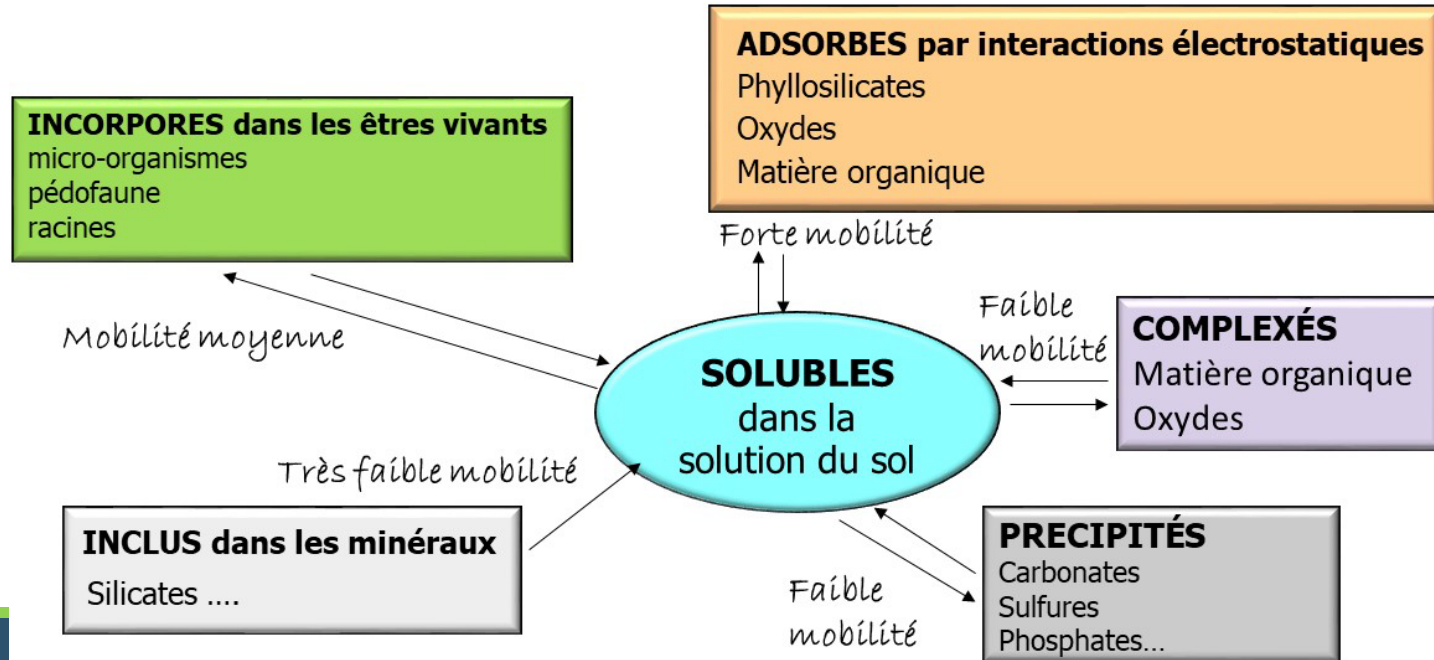 ADSORBES par interactions électrostatiques
Phyllosilicates
Oxydes
Matière organique
INCORPORES dans les êtres vivants
micro-organismes
pédofaune
racines
Forte mobilité
Mobilité moyenne
Faible
mobilité
COMPLEXÉS
Matière organique
Oxydes
SOLUBLES
dans la
solution du sol
Très faible mobilité
INCLUS dans les minéraux
Silicates ....
Faible
mobilité
PRECIPITÉS
Carbonates
Sulfures
Phosphates...